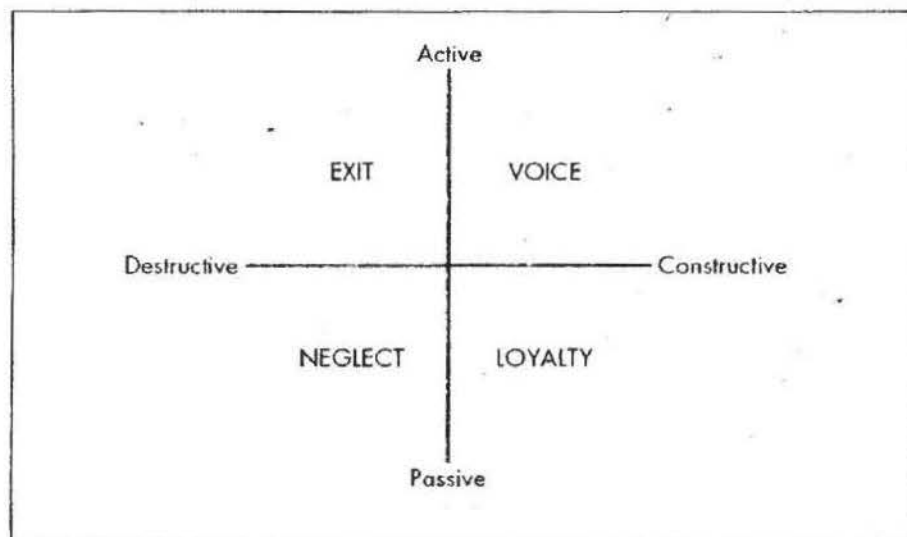 Active
EXIT VOICE
Destructive Constructive
NEGLECT LOYALTY
Passive